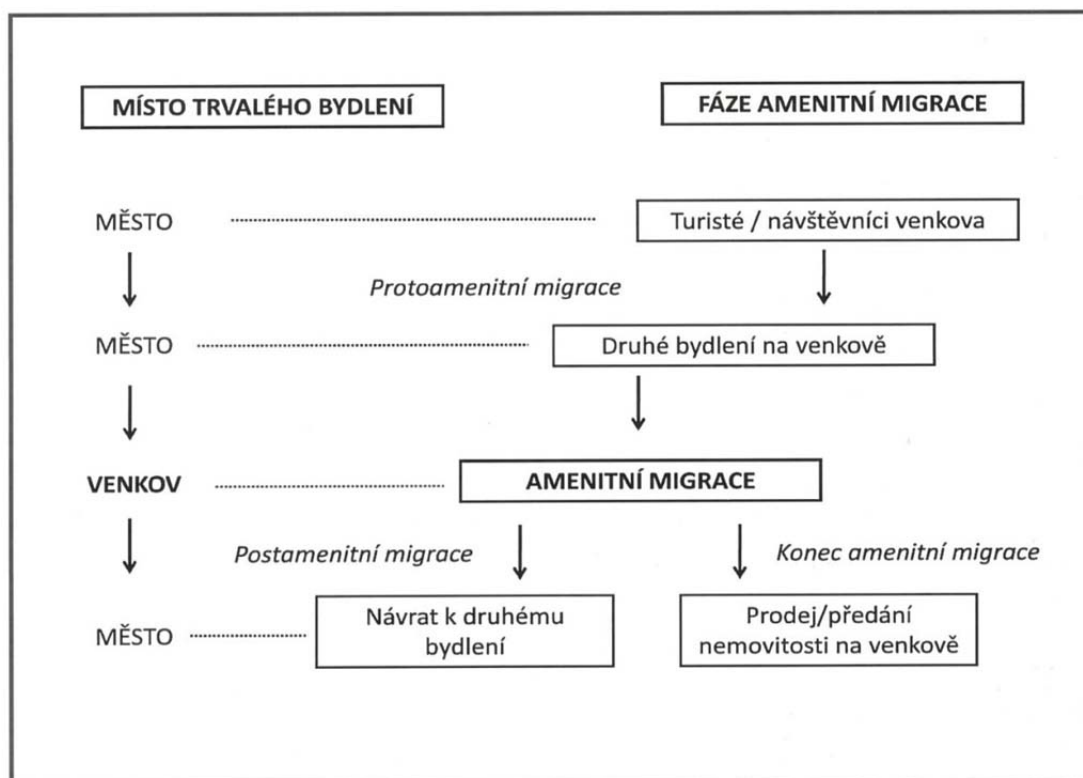 MÍSTO TRVALÉHO BYDLENÍ
FÁZE AMENITNÍ MIGRACE
MĚSTO
Turisté / návštěvníci venkova
Protoamenitní migrace
MĚSTO
Druhé bydlení na venkově
VENKOV
AMENITNÍ MIGRACE
Postamenitní migrace
Konec amenitní migrace
MĚSTO
Návrat k druhému
bydlení
Prodej/předání
nemovitosti na venkově